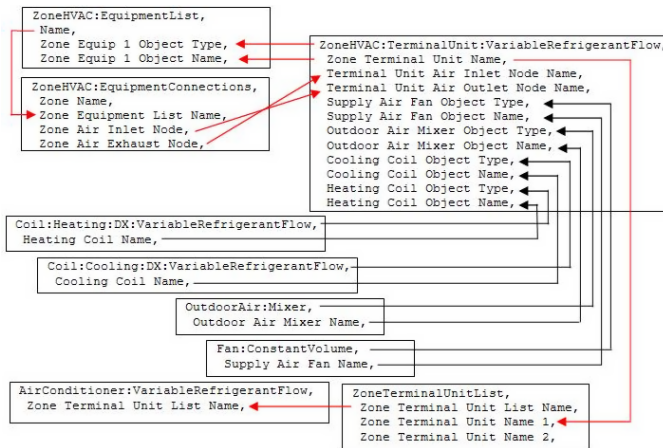 ZoneHVAC:EquipmentList,
Name,
Zone Equip 1 Object Type,
Zone Equip 1 Object Name,
ZoneHVAC:EquipmentConnections,
Zone Name,
Zone Equipment List Name,
Zone Air Inlet Node,
Zone Air Exhaust Node,
ZoneHVAC:TerminalUnit:VariableRefrigerantFlow,
Zone Terminal Unit Name,
Terminal Unit Air Inlet Node Name,
Terminal Unit Air Outlet Node Name,
Supply Air Fan Object Type,
Supply Air Fan Object Name,
Outdoor Air Mixer Object Type,
Outdoor Air Mixer Object Name,
Cooling Coil Object Type,
Cooling Coil Object Name,
Heating Coil Object Type,
Heating Coil Object Name,
Coil:Heating:DX:VariableRefrigerantFlow,
Heating Coil Name,
Coil:Cooling:DX:VariableRefrigerantFlow,
Cooling Coil Name,
OutdoorAir:Mixer,
Outdoor Air Mixer Name,
Fan:ConstantVolume,
Supply Air Fan Name,
AirConditioner:VariableRefrigerantFlow,
Zone Terminal Unit List Name,
ZoneTerminalUnitList,
Zone Terminal Unit List Name,
Zone Terminal Unit Name 1,
Zone Terminal Unit Name 2,